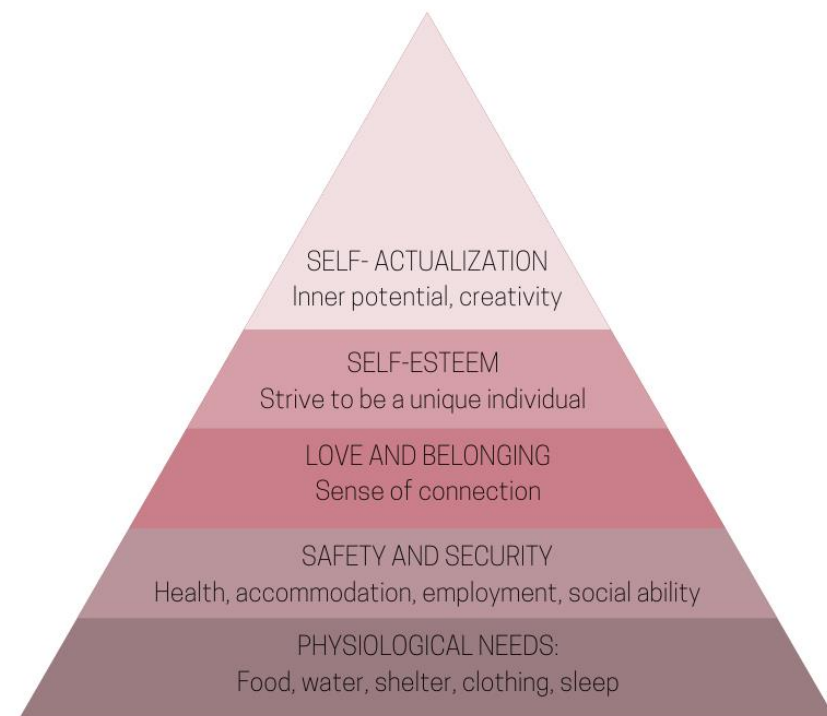 SELF- ACTUALIZATION
Inner potential, creativity
SELF-ESTEEM
Strive to be a unique individual
LOVE AND BELONGING
Sense of connection
SAFETY AND SECURITY
Health, accommodation, employment, social ability
PHYSIOLOGICAL NEEDS:
Food, water, shelter, clothing, sleep